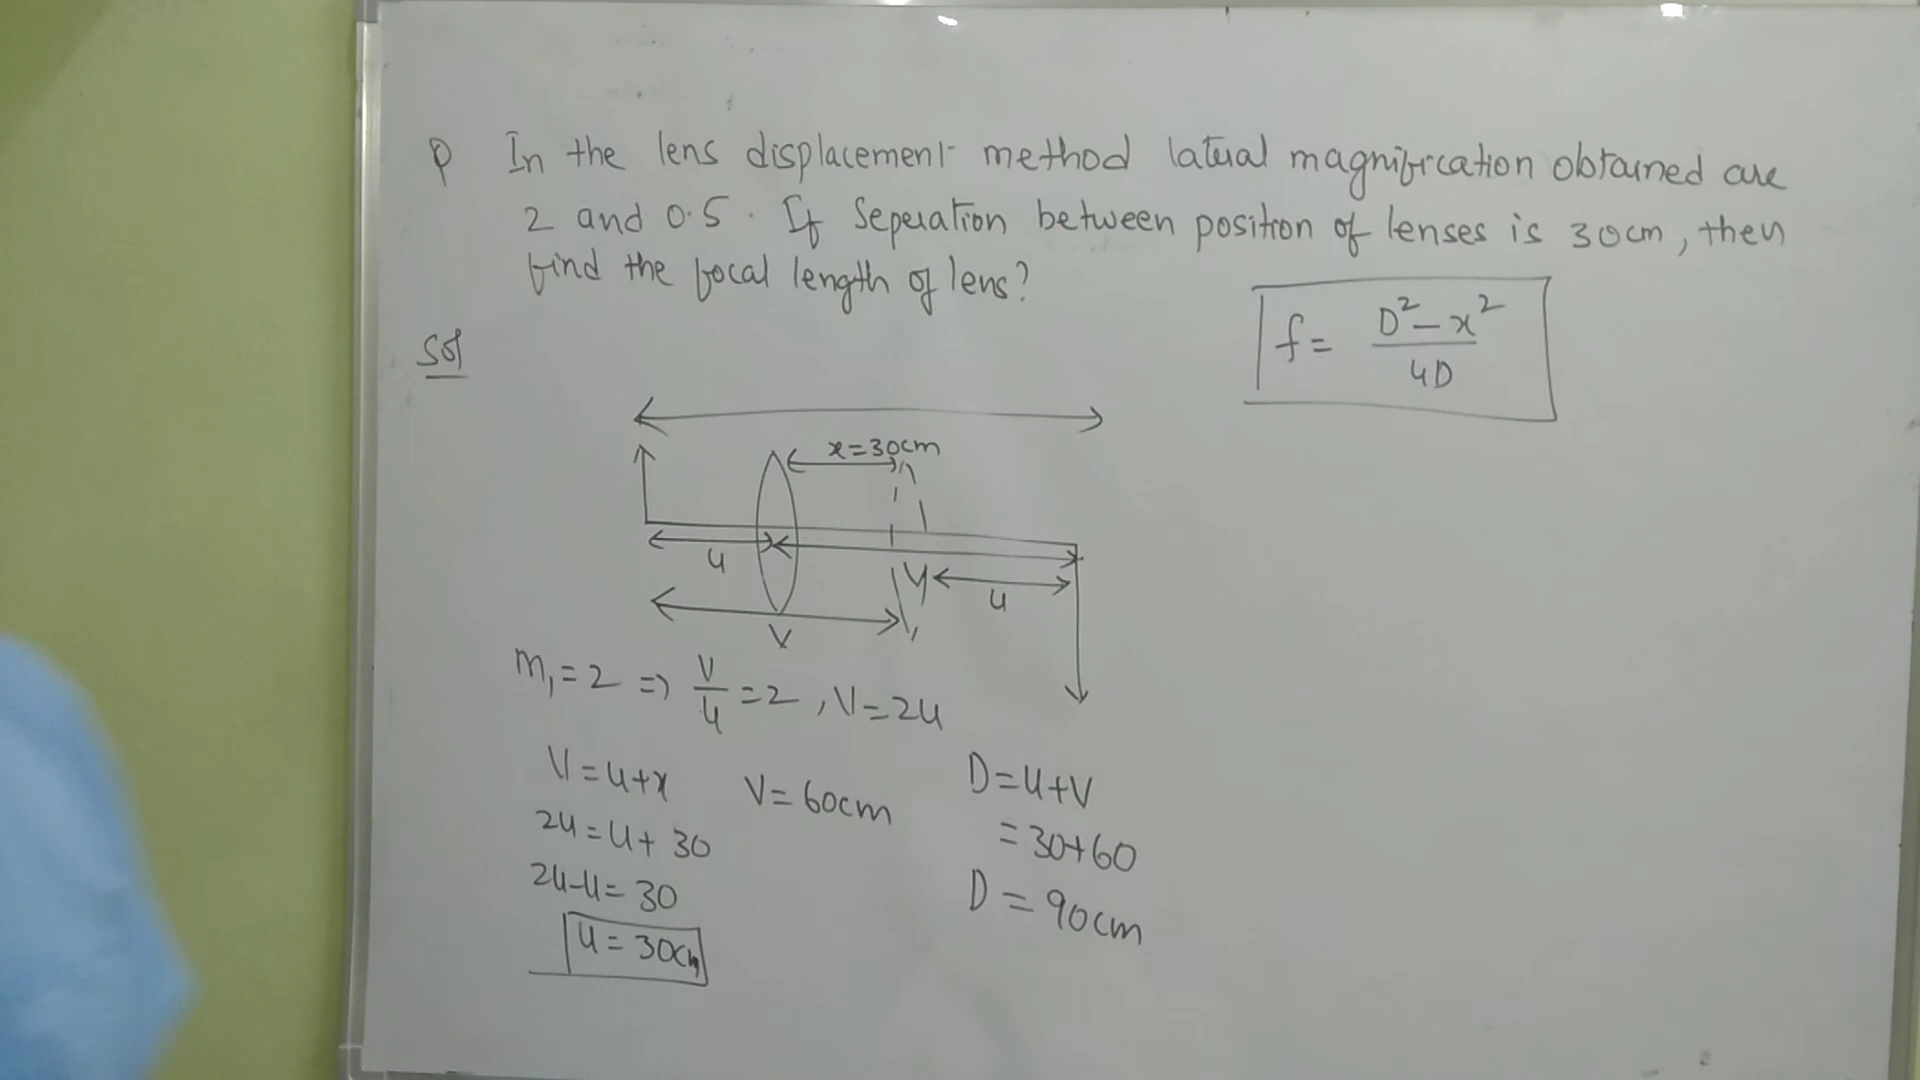 Q In the lens displacement method lateral magnification obtained are
2 and 0.5. If Seperation between position of lenses is 30cm, then
find the focal length of lens?
Sol
f = D² - x² / 4D
x = 30cm
u
u
v
m₁ = 2 => v/u = 2, V = 2u
V = u + x
2u = u + 30
2u - u = 30
u = 30cm
V = 60cm
D = u + V
= 30 + 60
D = 90cm